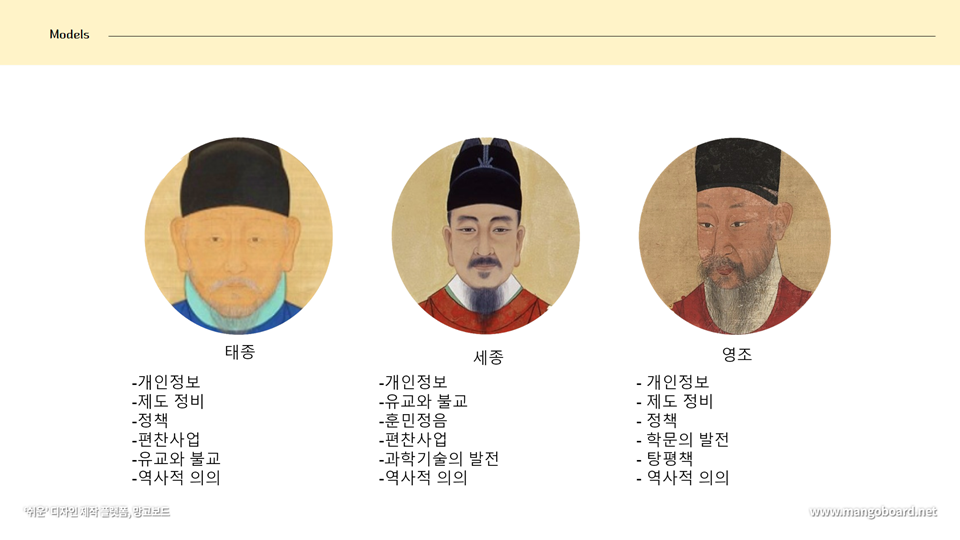 Models
태종
-개인정보
-제도 정비
-정책
-편찬사업
-유교와 불교
-역사적 의의
세종
-개인정보
-유교와 불교
-훈민정음
-편찬사업
-과학기술의 발전
-역사적 의의
영조
- 개인정보
- 제도 정비
- 정책
- 학문의 발전
- 탕평책
- 역사적 의의
'쉬운' 디자인 제작 플랫폼, 망고보드
www.mangoboard.net